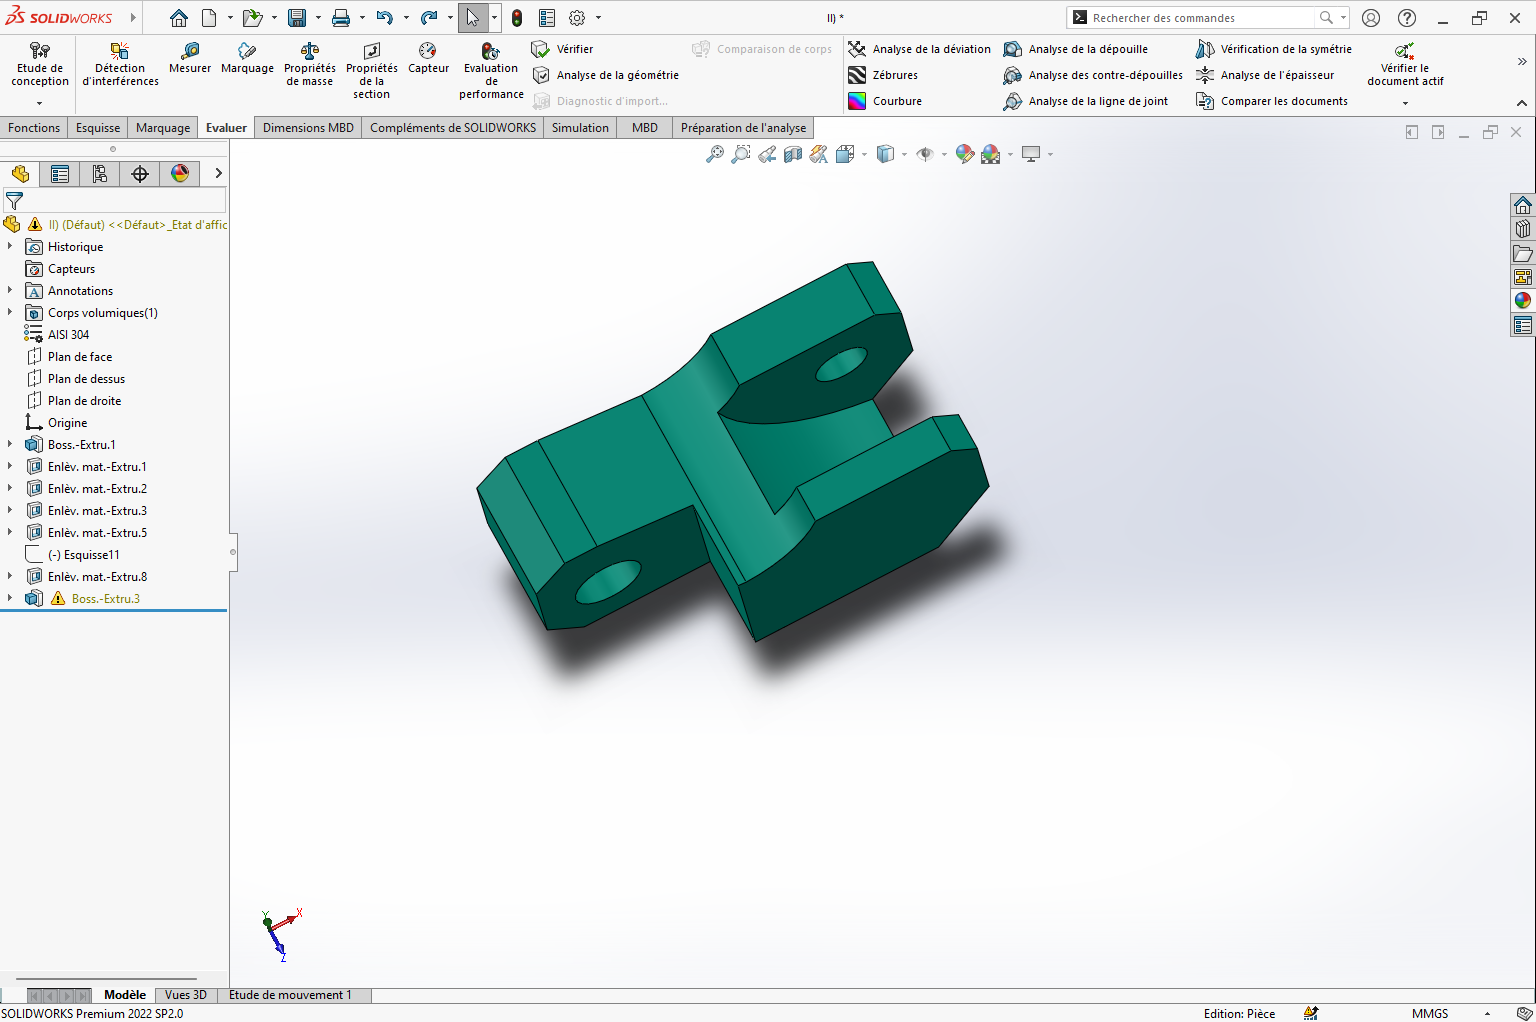 SOLIDWORKS
II) *
Rechercher des commandes
Etude de conception
Détection d'interférences
Mesurer
Marquage
Propriétés de masse
Propriétés de la section
Capteur
Evaluation de performance
Vérifier
Analyse de la géométrie
Diagnostic d'import...
Comparaison de corps
Analyse de la déviation
Zébrures
Courbure
Analyse de la dépouille
Analyse des contre-dépouilles
Analyse de la ligne de joint
Vérification de la symétrie
Analyse de l'épaisseur
Comparer les documents
Vérifier le document actif
Fonctions
Esquisse
Marquage
Evaluer
Dimensions MBD
Compléments de SOLIDWORKS
Simulation
MBD
Préparation de l'analyse
II) (Défaut) <<Défaut>_Etat d'affic
Historique
Capteurs
Annotations
Corps volumiques(1)
AISI 304
Plan de face
Plan de dessus
Plan de droite
Origine
Boss.-Extru.1
Enlèv. mat.-Extru.1
Enlèv. mat.-Extru.2
Enlèv. mat.-Extru.3
Enlèv. mat.-Extru.5
(-) Esquisse11
Enlèv. mat.-Extru.8
Boss.-Extru.3
Y
X
Z
Modèle
Vues 3D
Etude de mouvement 1
SOLIDWORKS Premium 2022 SP2.0
Edition: Pièce
MMGS